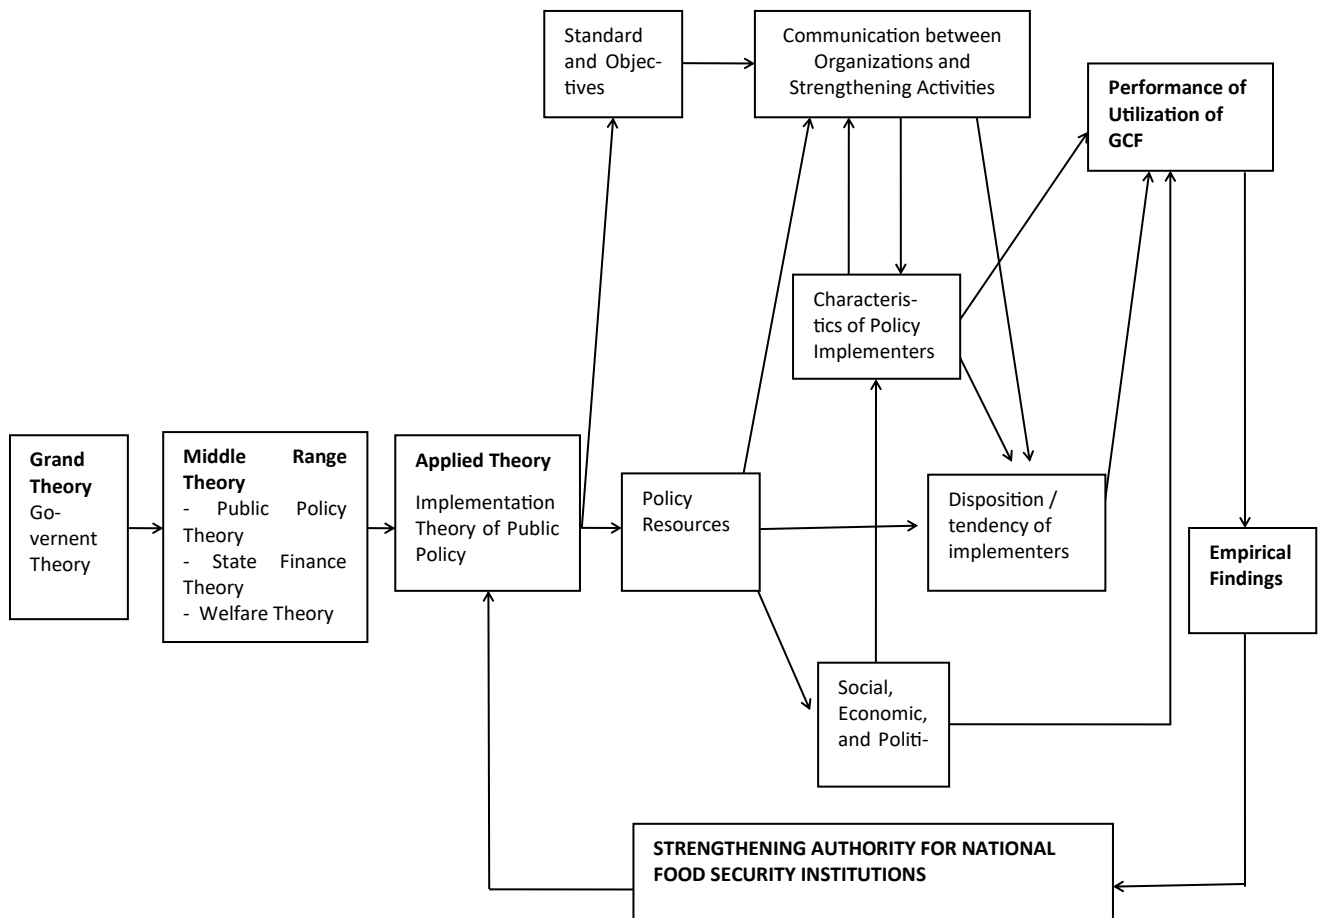 Standard
and Objec-
tives
Communication between
Organizations and
Strengthening Activities
Performance of
Utilization of
GCF
Characteris-
tics of Policy
Implementers
Grand
Theory
Go-
vernent
Theory
Middle Range
Theory
- Public Policy
Theory
- State Finance
Theory
- Welfare Theory
Applied Theory
Implementation
Theory of Public
Policy
Policy
Resources
Disposition /
tendency of
implementers
Empirical
Findings
Social,
Economic,
and Politi-
STRENGTHENING AUTHORITY FOR NATIONAL
FOOD SECURITY INSTITUTIONS